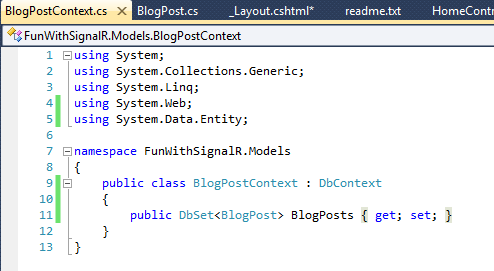 BlogPostContext.cs X BlogPost.cs _Layout.cshtml* readme.txt HomeContr
FunWithSignalR.Models.BlogPostContext
1 using System;
2 using System.Collections.Generic;
3 using System.Linq;
4 using System.Web;
5 using System.Data.Entity;
6
7 namespace FunWithSignalR.Models
8 {
9 public class BlogPostContext : DbContext
10 {
11 public DbSet<BlogPost> BlogPosts { get; set; }
12 }
13 }